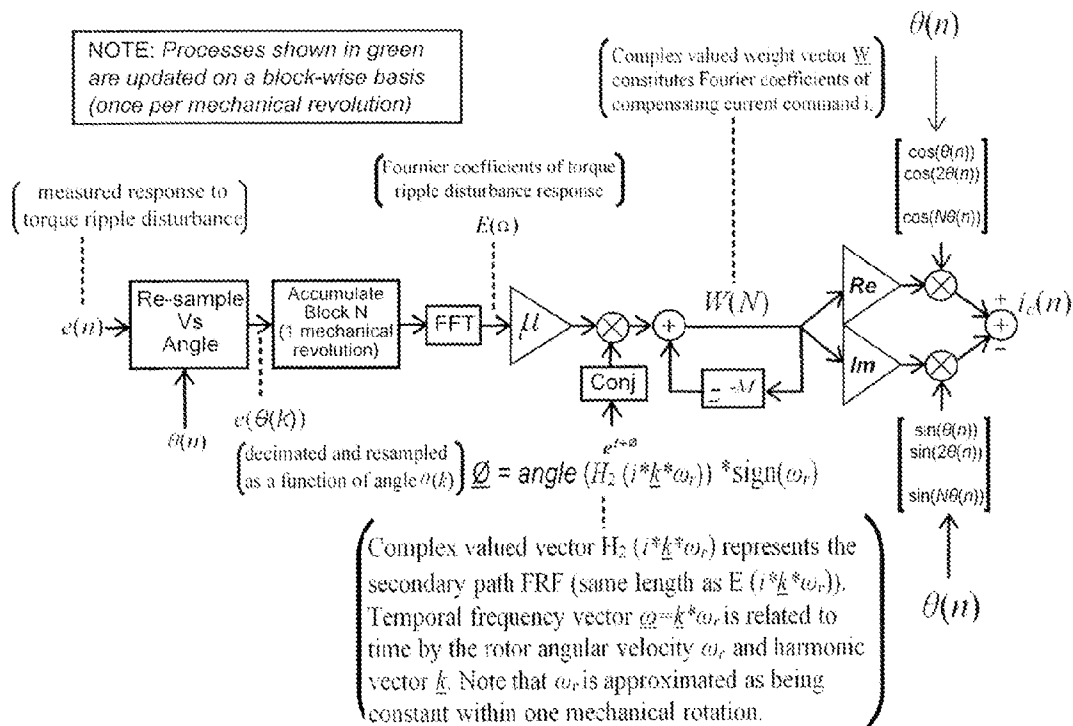 NOTE: Processes shown in green
are updated on a block-wise basis
(once per mechanical revolution)
Complex valued weight vector W
constitutes Fourier coefficients of
compensating current command i.
θ(n)
cos(θ(n))
cos(2θ(n))
cos(Nθ(n))
measured response to
torque ripple disturbance
Fournier coefficients of torque
ripple disturbance response
E(Ω)
e(n)
Re-sample
Vs
Angle
Accumulate
Block N
(1 mechanical
revolution)
FFT
μ
+
W(N)
Re
Im
+
+
−
i_c(n)
Conj
z^-M
θ(n)
e(θ(k))
(decimated and resampled
as a function of angle θ(k))
Ø = angle (H₂ (i*k*ω_r)) *sign(ω_r)
sin(θ(n))
sin(2θ(n))
sin(Nθ(n))
θ(n)
Complex valued vector H₂ (i*k*ω_r) represents the
secondary path FRF (same length as E (i*k*ω_r)).
Temporal frequency vector ω=k*ω_r is related to
time by the rotor angular velocity ω_r and harmonic
vector k. Note that ω_r is approximated as being
constant within one mechanical rotation.